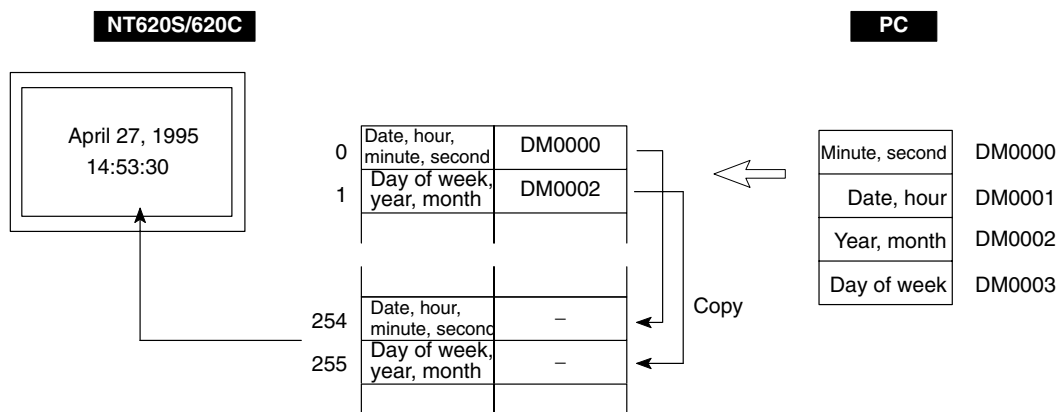 NT620S/620C
PC
April 27, 1995
14:53:30
0
Date, hour,
minute, second
DM0000
1
Day of week,
year, month
DM0002
254
Date, hour,
minute, second
–
255
Day of week,
year, month
–
Copy
Minute, second
DM0000
Date, hour
DM0001
Year, month
DM0002
Day of week
DM0003